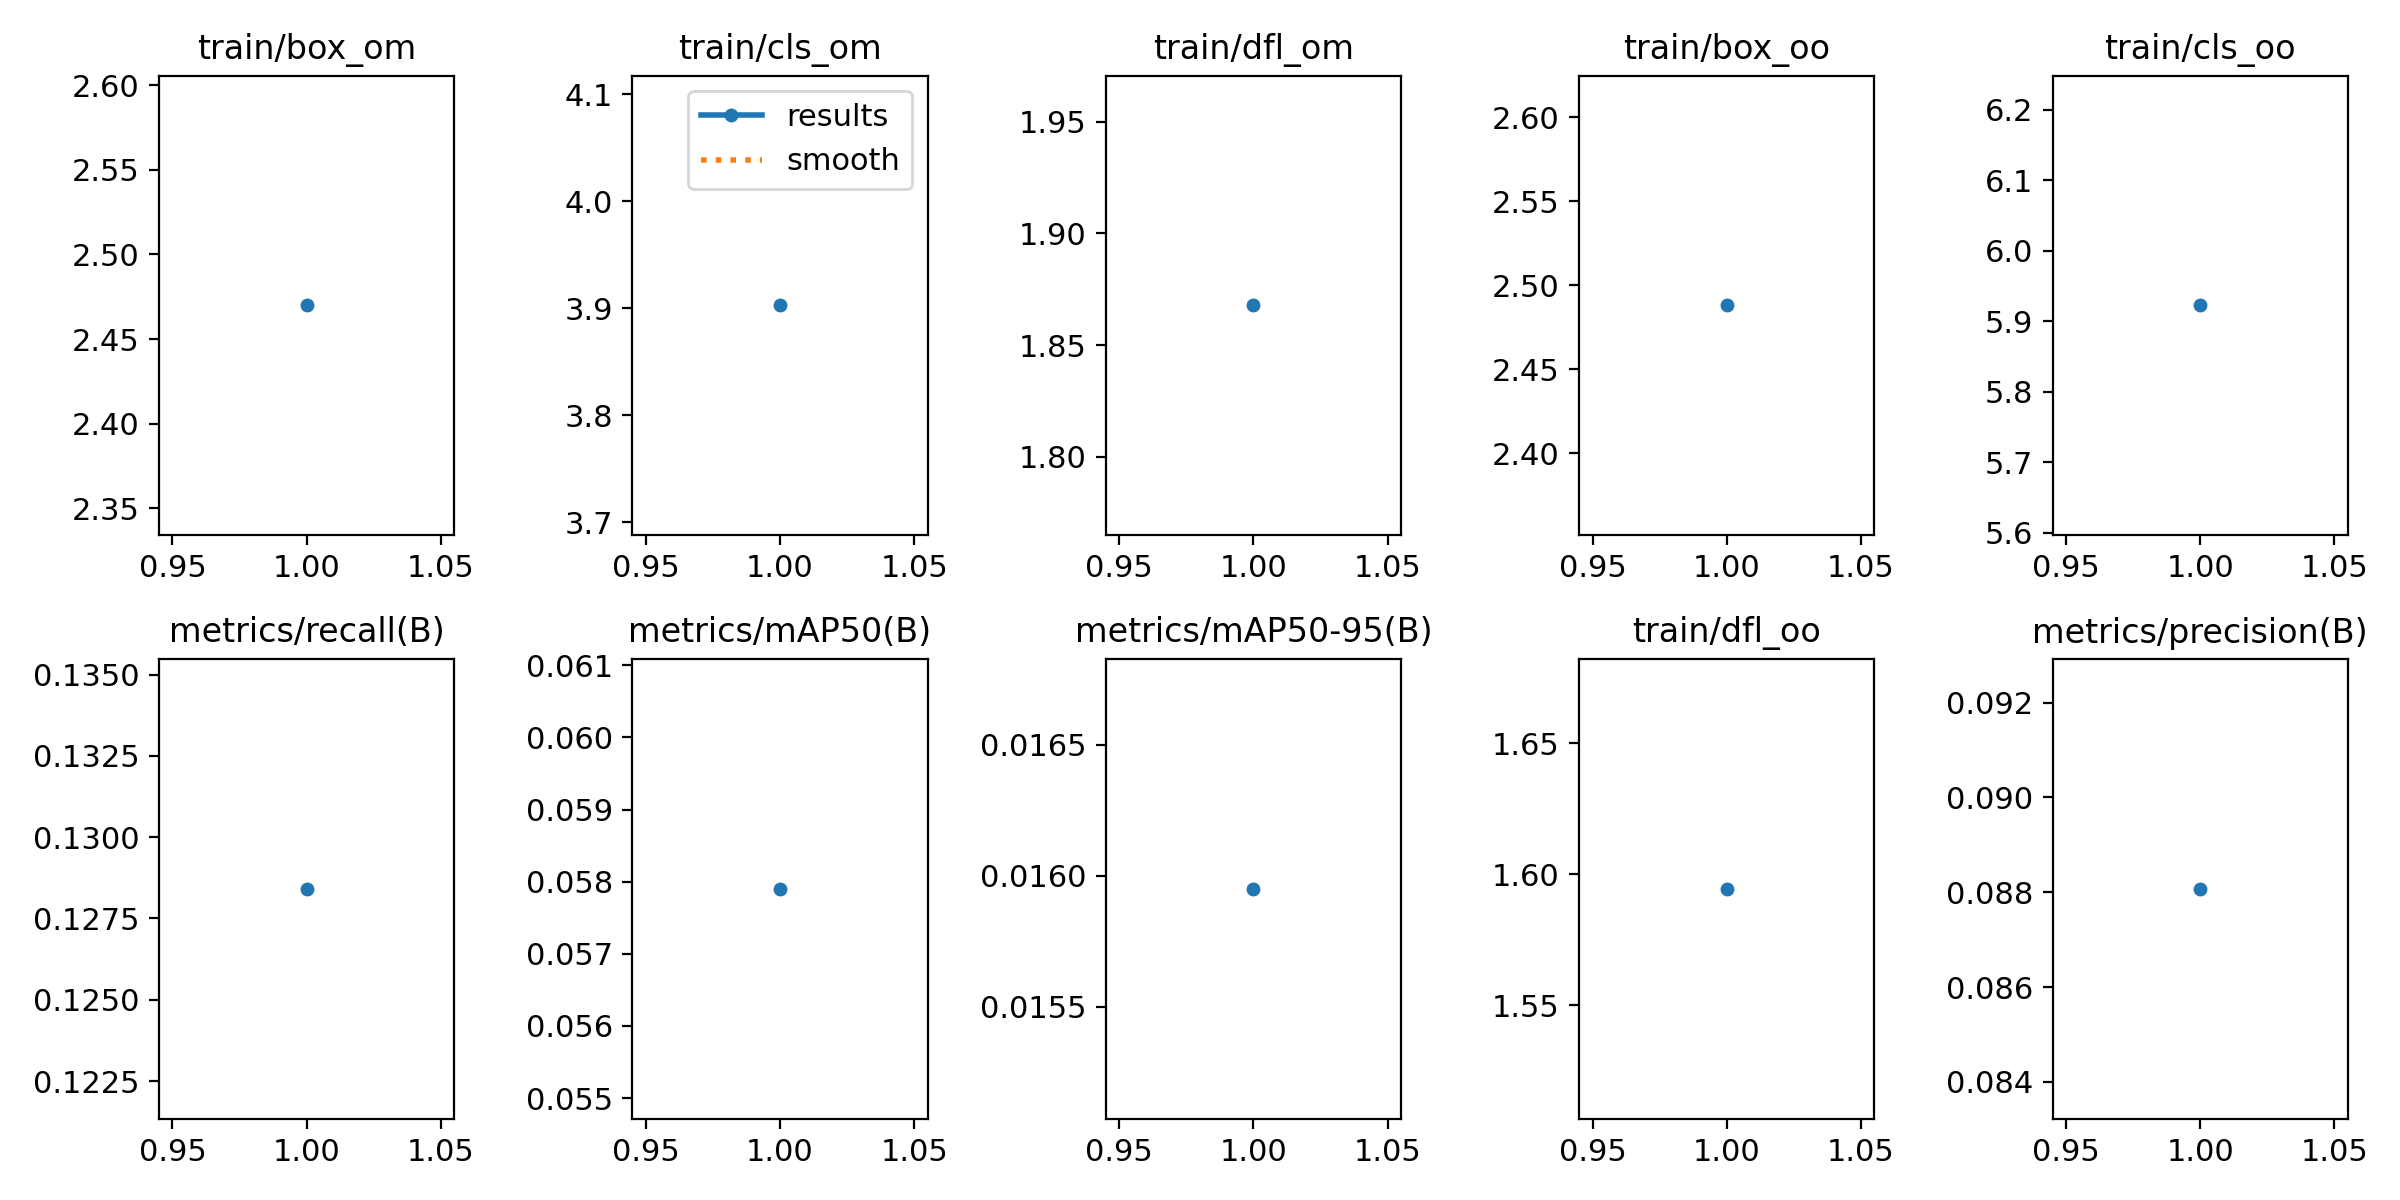 train/box_om
2.60
2.55
2.50
2.45
2.40
2.35
0.95 1.00 1.05
train/cls_om
results
smooth
4.1
4.0
3.9
3.8
3.7
0.95 1.00 1.05
train/dfl_om
1.95
1.90
1.85
1.80
0.95 1.00 1.05
train/box_oo
2.60
2.55
2.50
2.45
2.40
0.95 1.00 1.05
train/cls_oo
6.2
6.1
6.0
5.9
5.8
5.7
5.6
0.95 1.00 1.05
metrics/recall(B)
0.1350
0.1325
0.1300
0.1275
0.1250
0.1225
0.95 1.00 1.05
metrics/mAP50(B)
0.061
0.060
0.059
0.058
0.057
0.056
0.055
0.95 1.00 1.05
metrics/mAP50-95(B)
0.0165
0.0160
0.0155
0.95 1.00 1.05
train/dfl_oo
1.65
1.60
1.55
0.95 1.00 1.05
metrics/precision(B)
0.092
0.090
0.088
0.086
0.084
0.95 1.00 1.05